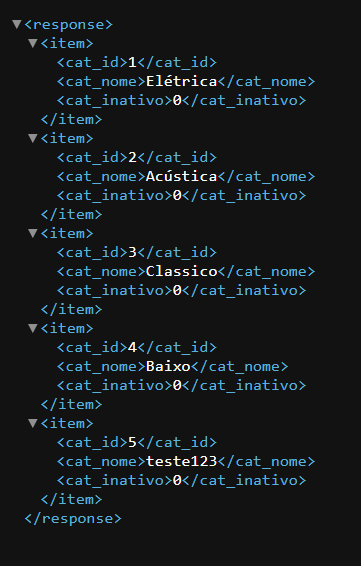 <response>
<item>
<cat_id>1</cat_id>
<cat_nome>Elétrica</cat_nome>
<cat_inativo>0</cat_inativo>
</item>
<item>
<cat_id>2</cat_id>
<cat_nome>Acústica</cat_nome>
<cat_inativo>0</cat_inativo>
</item>
<item>
<cat_id>3</cat_id>
<cat_nome>Classico</cat_nome>
<cat_inativo>0</cat_inativo>
</item>
<item>
<cat_id>4</cat_id>
<cat_nome>Baixo</cat_nome>
<cat_inativo>0</cat_inativo>
</item>
<item>
<cat_id>5</cat_id>
<cat_nome>teste123</cat_nome>
<cat_inativo>0</cat_inativo>
</item>
</response>